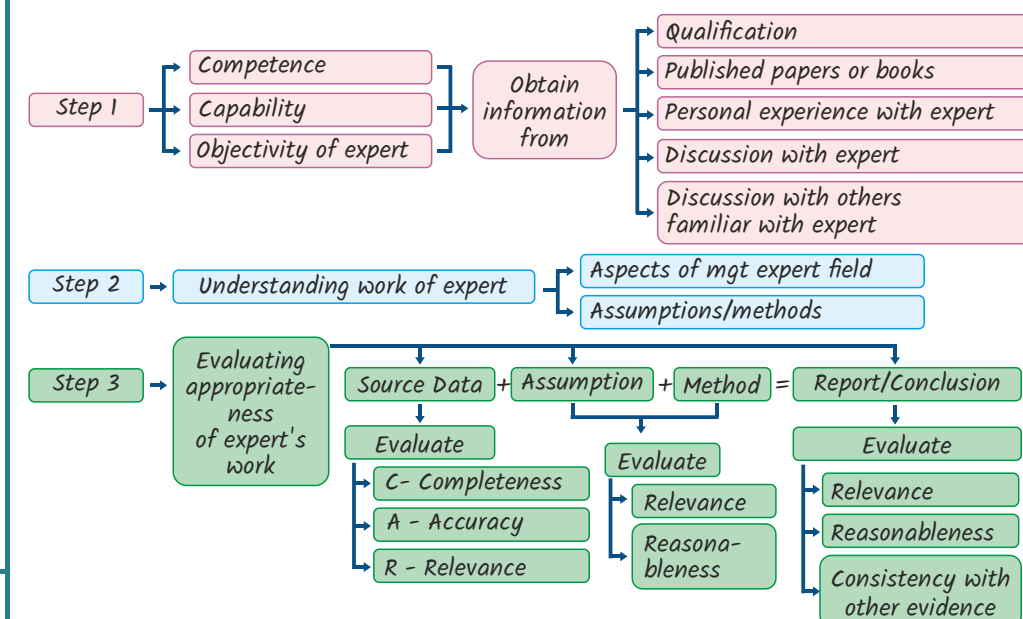 Step 1
Competence
Capability
Objectivity of expert
Obtain
information
from
Qualification
Published papers or books
Personal experience with expert
Discussion with expert
Discussion with others
familiar with expert
Step 2
Understanding work of expert
Aspects of mgt expert field
Assumptions/methods
Step 3
Evaluating
appropriate-
ness
of expert's
work
Source Data + Assumption + Method = Report/Conclusion
Evaluate
C- Completeness
A - Accuracy
R - Relevance
Evaluate
Relevance
Reasona-
bleness
Evaluate
Relevance
Reasonableness
Consistency with
other evidence